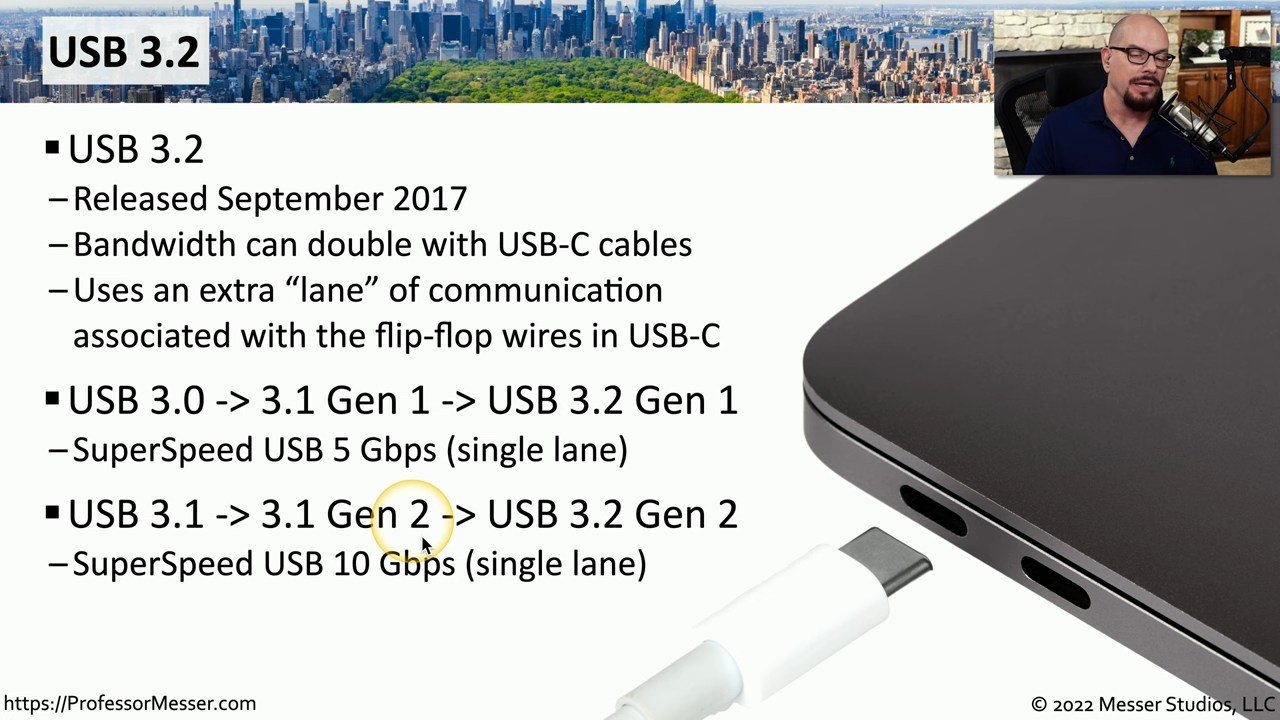 USB 3.2
▪ USB 3.2
– Released September 2017
– Bandwidth can double with USB-C cables
– Uses an extra “lane” of communication
associated with the flip-flop wires in USB-C
▪ USB 3.0 -> 3.1 Gen 1 -> USB 3.2 Gen 1
– SuperSpeed USB 5 Gbps (single lane)
▪ USB 3.1 -> 3.1 Gen 2 -> USB 3.2 Gen 2
– SuperSpeed USB 10 Gbps (single lane)
https://ProfessorMesser.com
© 2022 Messer Studios, LLC